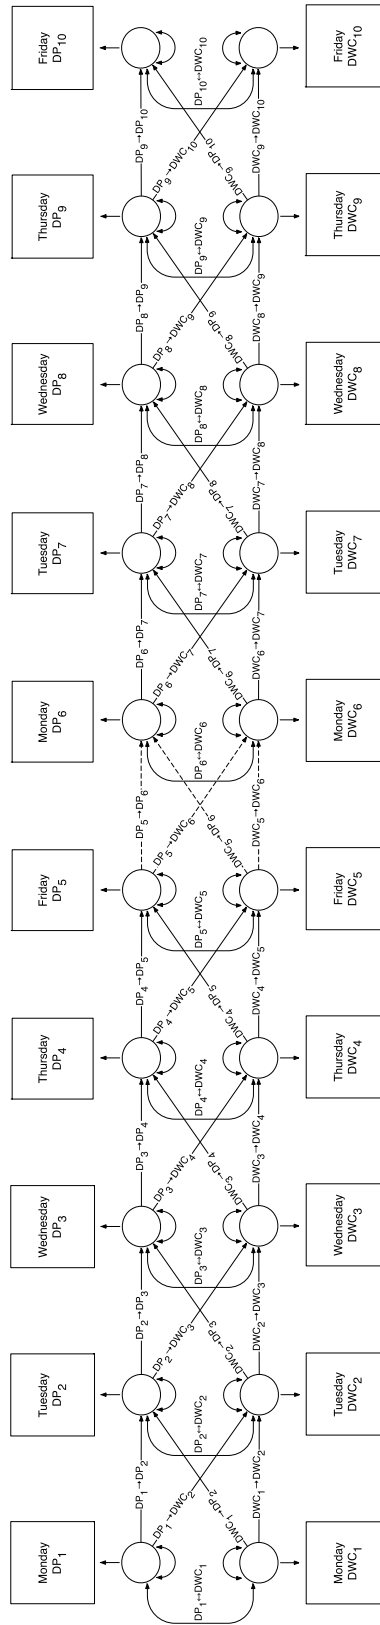 Monday
DP1
Tuesday
DP2
Wednesday
DP3
Thursday
DP4
Friday
DP5
Monday
DP6
Tuesday
DP7
Wednesday
DP8
Thursday
DP9
Friday
DP10
DP1→DP2
DP2→DP3
DP3→DP4
DP4→DP5
DP5→DP6
DP6→DP7
DP7→DP8
DP8→DP9
DP9→DP10
DP1→DWC2
DP2→DWC3
DP3→DWC4
DP4→DWC5
DP5→DWC6
DP6→DWC7
DP7→DWC8
DP8→DWC9
DP9→DWC10
DP1↔DWC1
DP2↔DWC2
DP3↔DWC3
DP4↔DWC4
DP5↔DWC5
DP6↔DWC6
DP7↔DWC7
DP8↔DWC8
DP9↔DWC9
DP10↔DWC10
DWC1→DP2
DWC2→DP3
DWC3→DP4
DWC4→DP5
DWC5→DP6
DWC6→DP7
DWC7→DP8
DWC8→DP9
DWC9→DP10
DWC1→DWC2
DWC2→DWC3
DWC3→DWC4
DWC4→DWC5
DWC5→DWC6
DWC6→DWC7
DWC7→DWC8
DWC8→DWC9
DWC9→DWC10
Monday
DWC1
Tuesday
DWC2
Wednesday
DWC3
Thursday
DWC4
Friday
DWC5
Monday
DWC6
Tuesday
DWC7
Wednesday
DWC8
Thursday
DWC9
Friday
DWC10